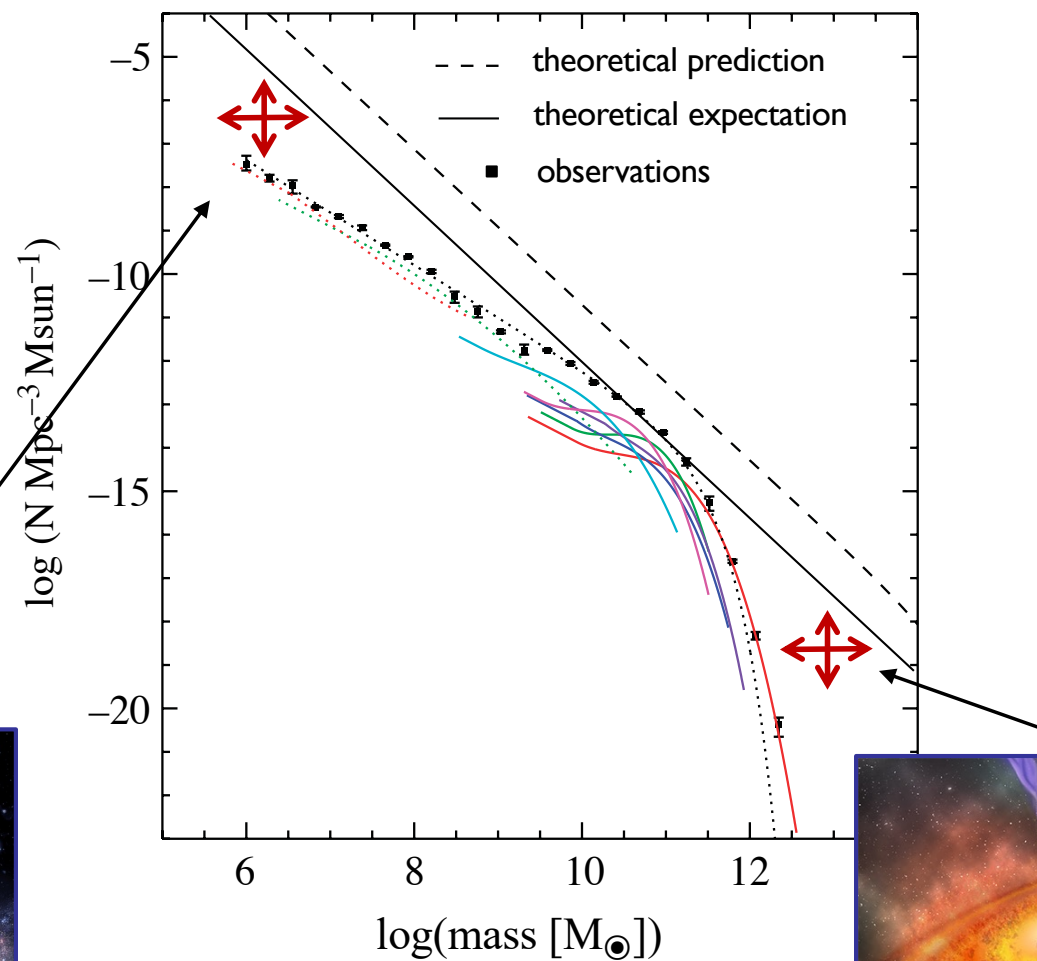 −5
−10
−15
−20
log (N Mpc⁻³ Msun⁻¹)
theoretical prediction
theoretical expectation
observations
6 8 10 12
log(mass [M☉])